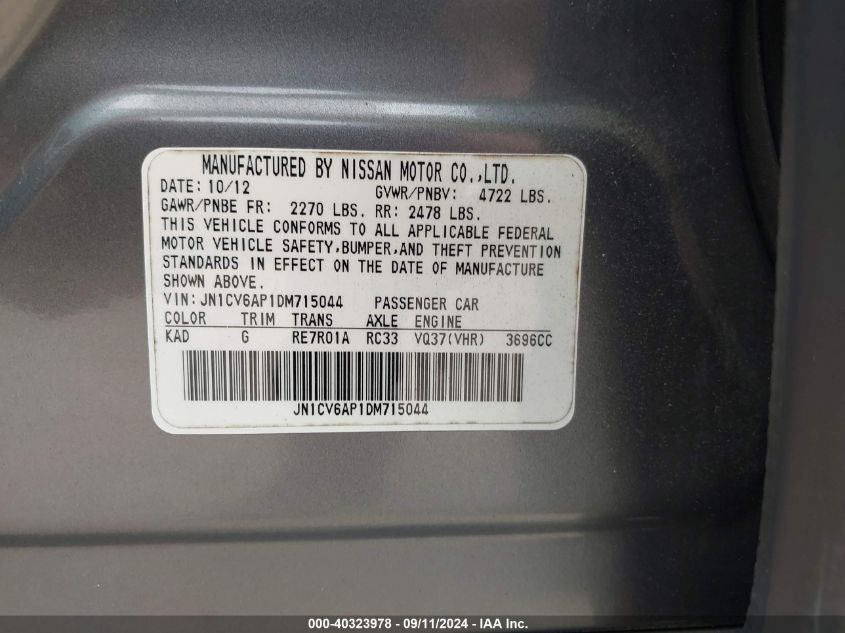 MANUFACTURED BY NISSAN MOTOR CO.,LTD.
DATE: 10/12 GVWR/PNBV: 4722 LBS.
GAWR/PNBE FR: 2270 LBS. RR: 2478 LBS.
THIS VEHICLE CONFORMS TO ALL APPLICABLE FEDERAL
MOTOR VEHICLE SAFETY,BUMPER,AND THEFT PREVENTION
STANDARDS IN EFFECT ON THE DATE OF MANUFACTURE
SHOWN ABOVE.
VIN: JN1CV6AP1DM715044 PASSENGER CAR
COLOR TRIM TRANS AXLE ENGINE
KAD G RE7R01A RC33 VQ37(VHR) 3696CC
JN1CV6AP1DM715044
000-40323978 - 09/11/2024 - IAA Inc.